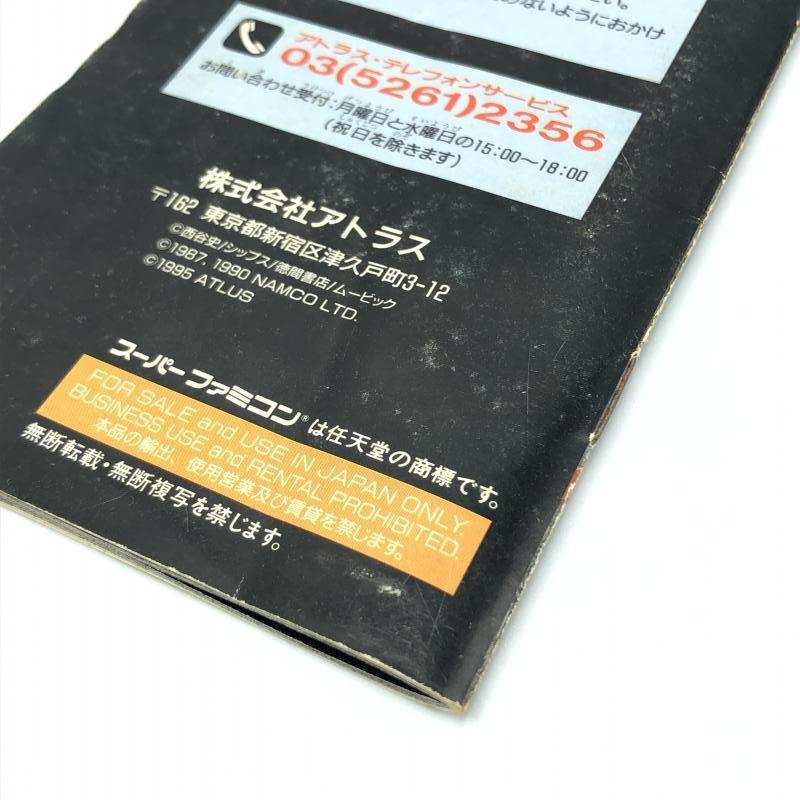 のないようにおかけ
アトラス・テレフォンサービス
03(5261)2356
お問い合わせ受付:月曜日と水曜日の15:00〜18:00
(祝日を除きます)
株式会社アトラス
〒162 東京都新宿区津久戸町3-12
©西谷史/シップス/徳間書店/ムービック
©1987, 1990 NAMCO LTD.
©1995 ATLUS
スーパーファミコン®は任天堂の商標です。
FOR SALE and USE IN JAPAN ONLY.
BUSINESS USE and RENTAL PROHIBITED.
本品の輸出、使用営業及び賃貸を禁じます。
無断転載・無断複写を禁じます。